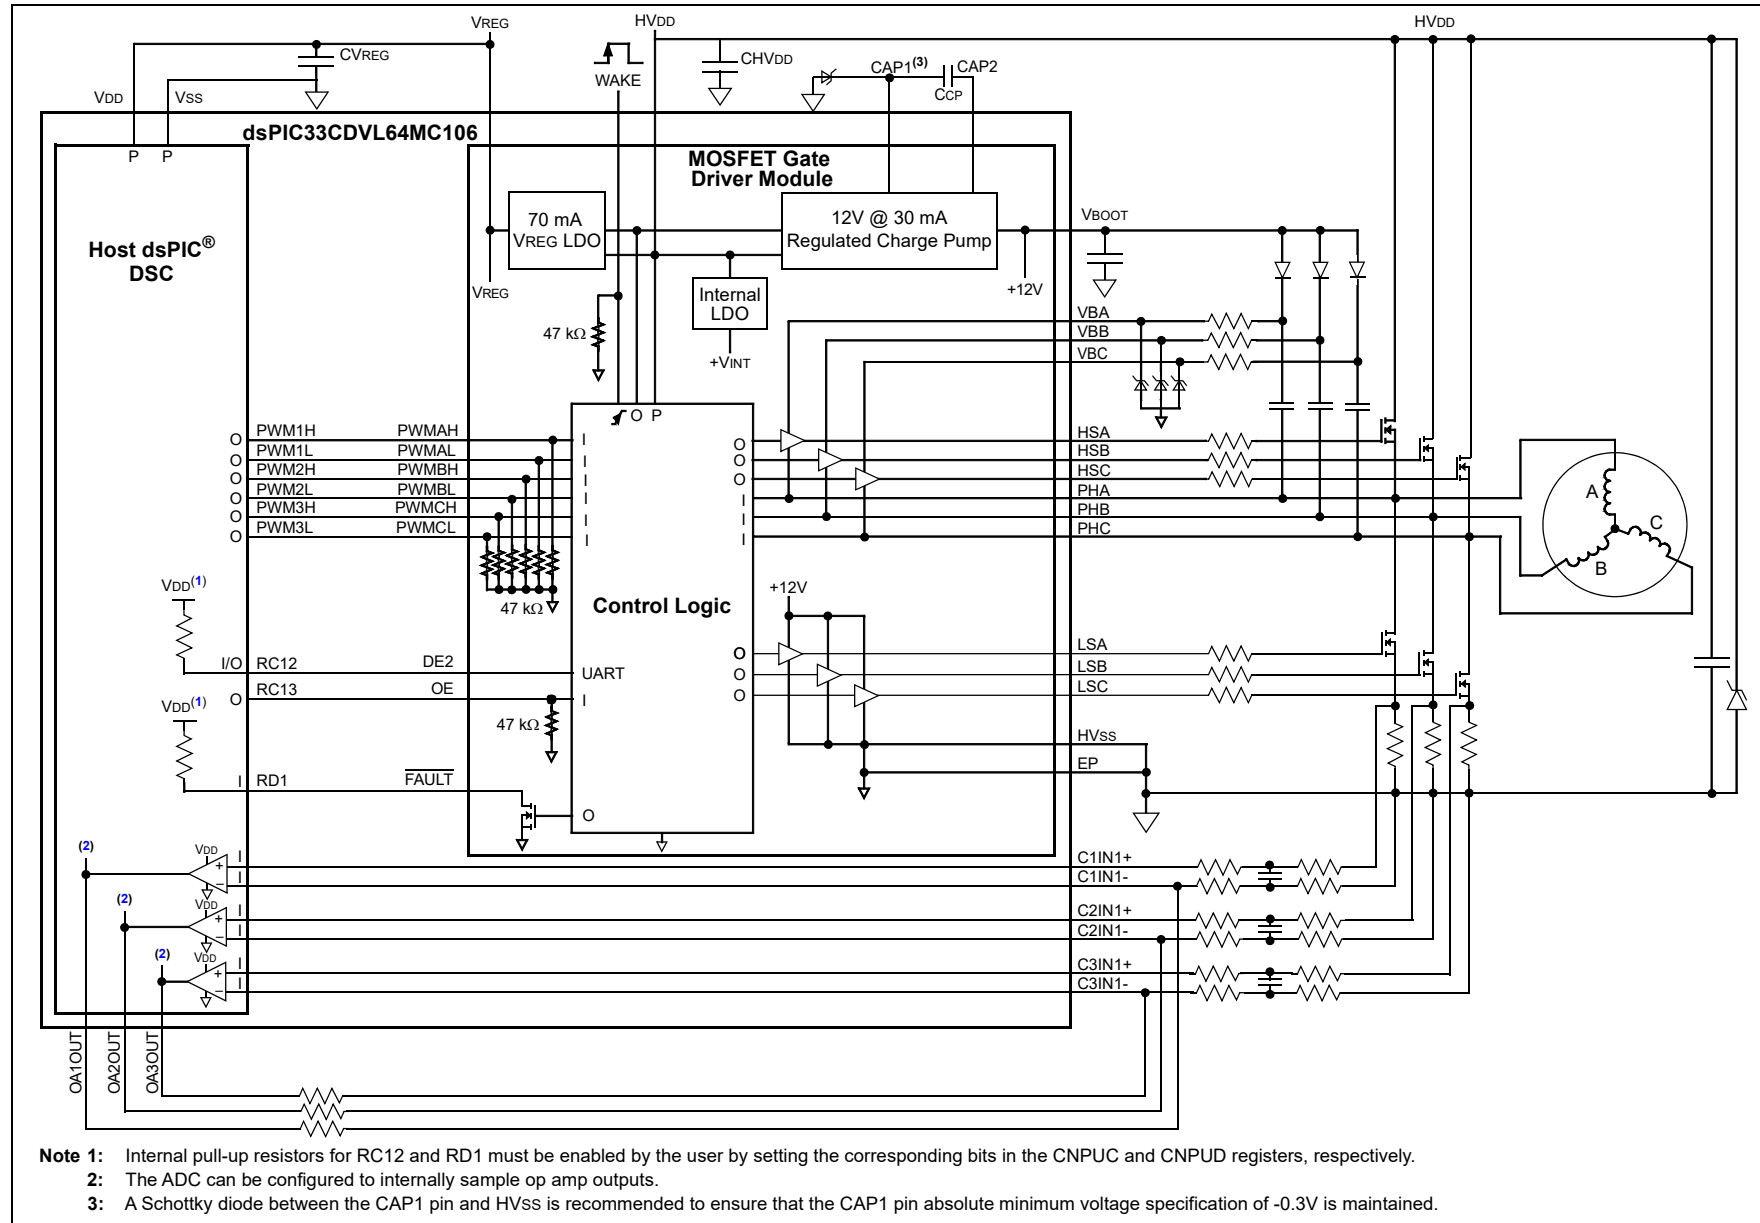 VREG
HVDD
HVDD
CVREG
WAKE
CHVDD
CAP1(3)
CAP2
CCP
VDD
VSS
dsPIC33CDVL64MC106
P
P
MOSFET Gate
Driver Module
Host dsPIC®
DSC
70 mA
VREG LDO
12V @ 30 mA
Regulated Charge Pump
VBOOT
VREG
Internal
LDO
+12V
47 kΩ
+VINT
VBA
VBB
VBC
O P
O PWM1H PWMAH I
O PWM1L PWMAL I
O PWM2H PWMBH I
O PWM2L PWMBL I
O PWM3H PWMCH I
O PWM3L PWMCL I
O HSA
O HSB
O HSC
I PHA
I PHB
I PHC
A
C
B
VDD(1)
47 kΩ
Control Logic
+12V
I/O RC12 DE2 UART
O RC13 OE I
O LSA
O LSB
O LSC
VDD(1)
47 kΩ
HVSS
EP
I RD1 FAULT
O
(2)
VDD
+
−
I
I
C1IN1+
C1IN1-
(2)
VDD
+
−
I
I
C2IN1+
C2IN1-
(2)
VDD
+
−
I
I
C3IN1+
C3IN1-
OA1OUT
OA2OUT
OA3OUT
Note 1: Internal pull-up resistors for RC12 and RD1 must be enabled by the user by setting the corresponding bits in the CNPUC and CNPUD registers, respectively.
2: The ADC can be configured to internally sample op amp outputs.
3: A Schottky diode between the CAP1 pin and HVSS is recommended to ensure that the CAP1 pin absolute minimum voltage specification of -0.3V is maintained.